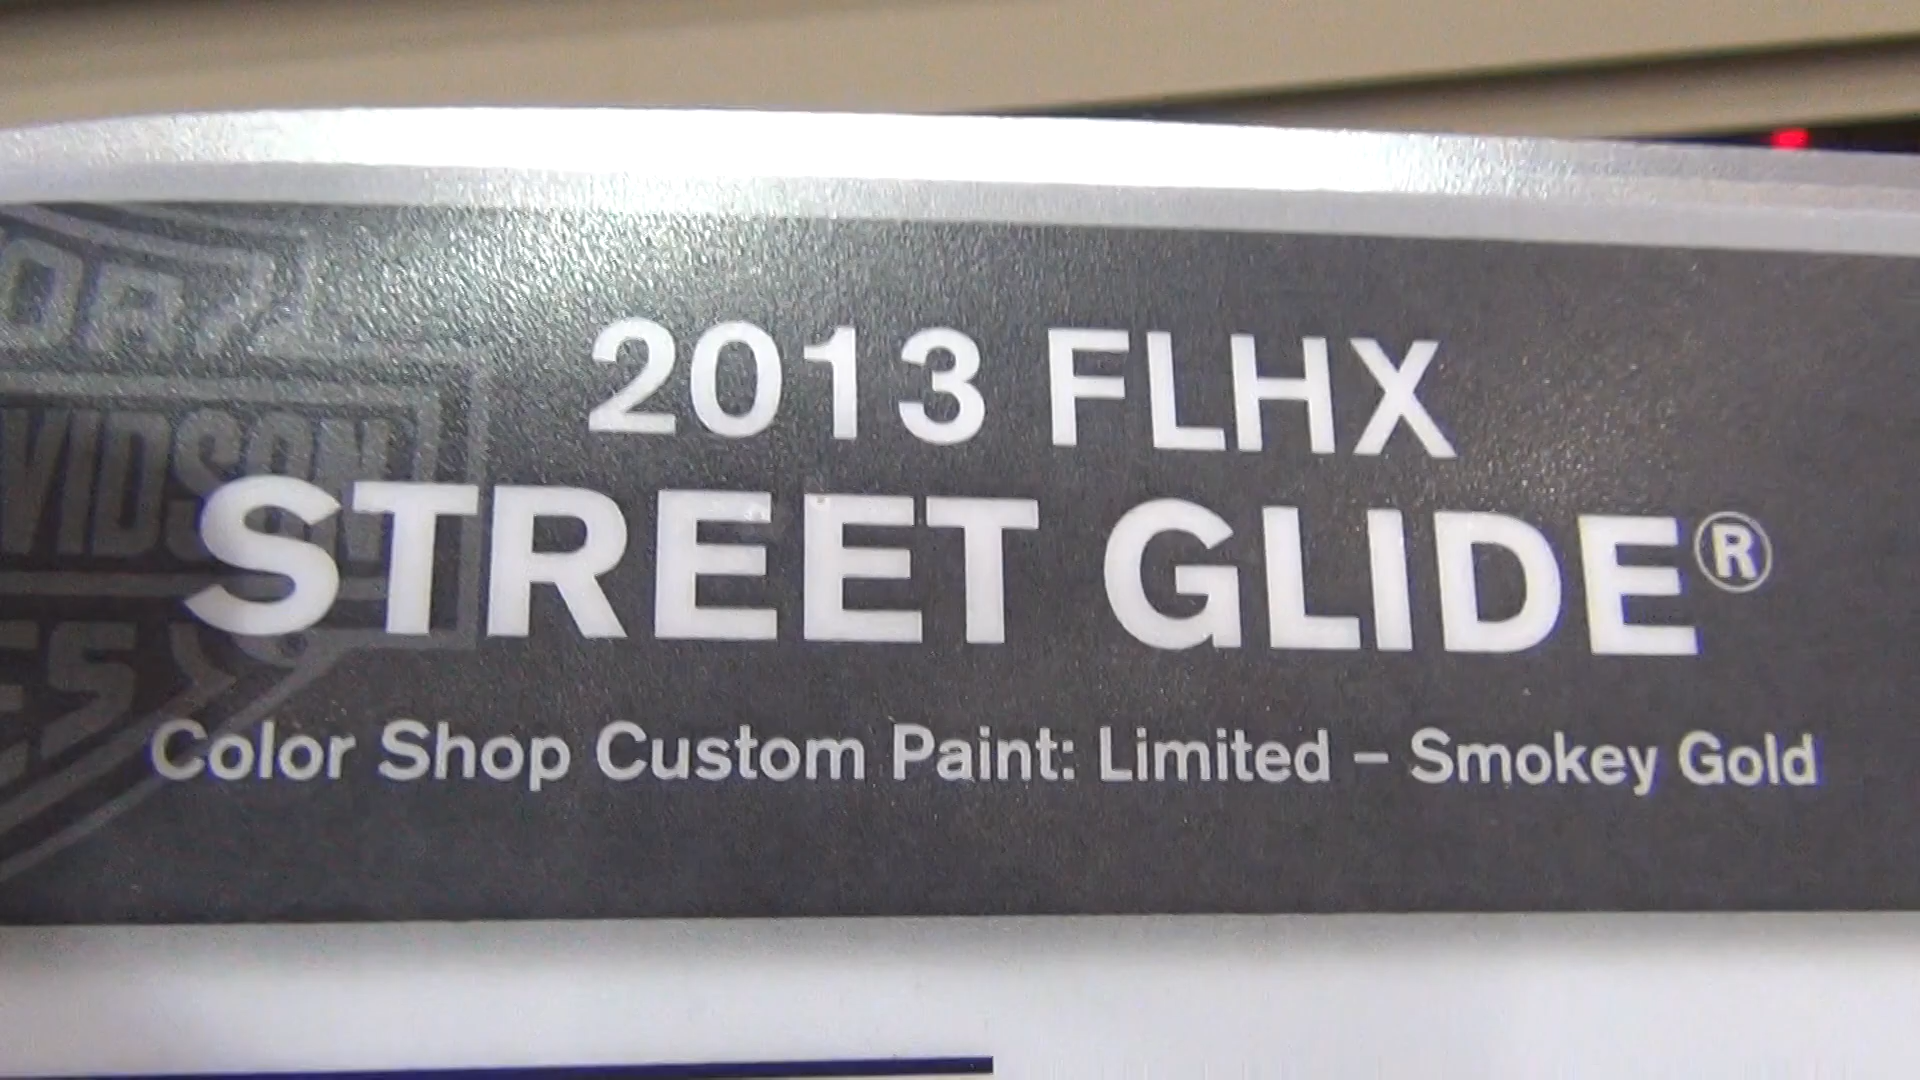 2013 FLHX
STREET GLIDE®
Color Shop Custom Paint: Limited – Smokey Gold